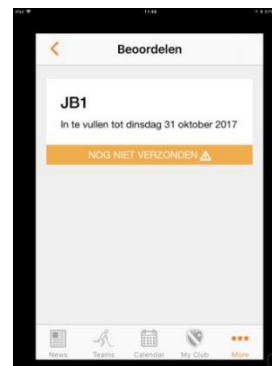 Beoordelen
JB1
In te vullen tot dinsdag 31 oktober 2017
NOG NIET VERZONDEN
News Teams Calendar My Club More